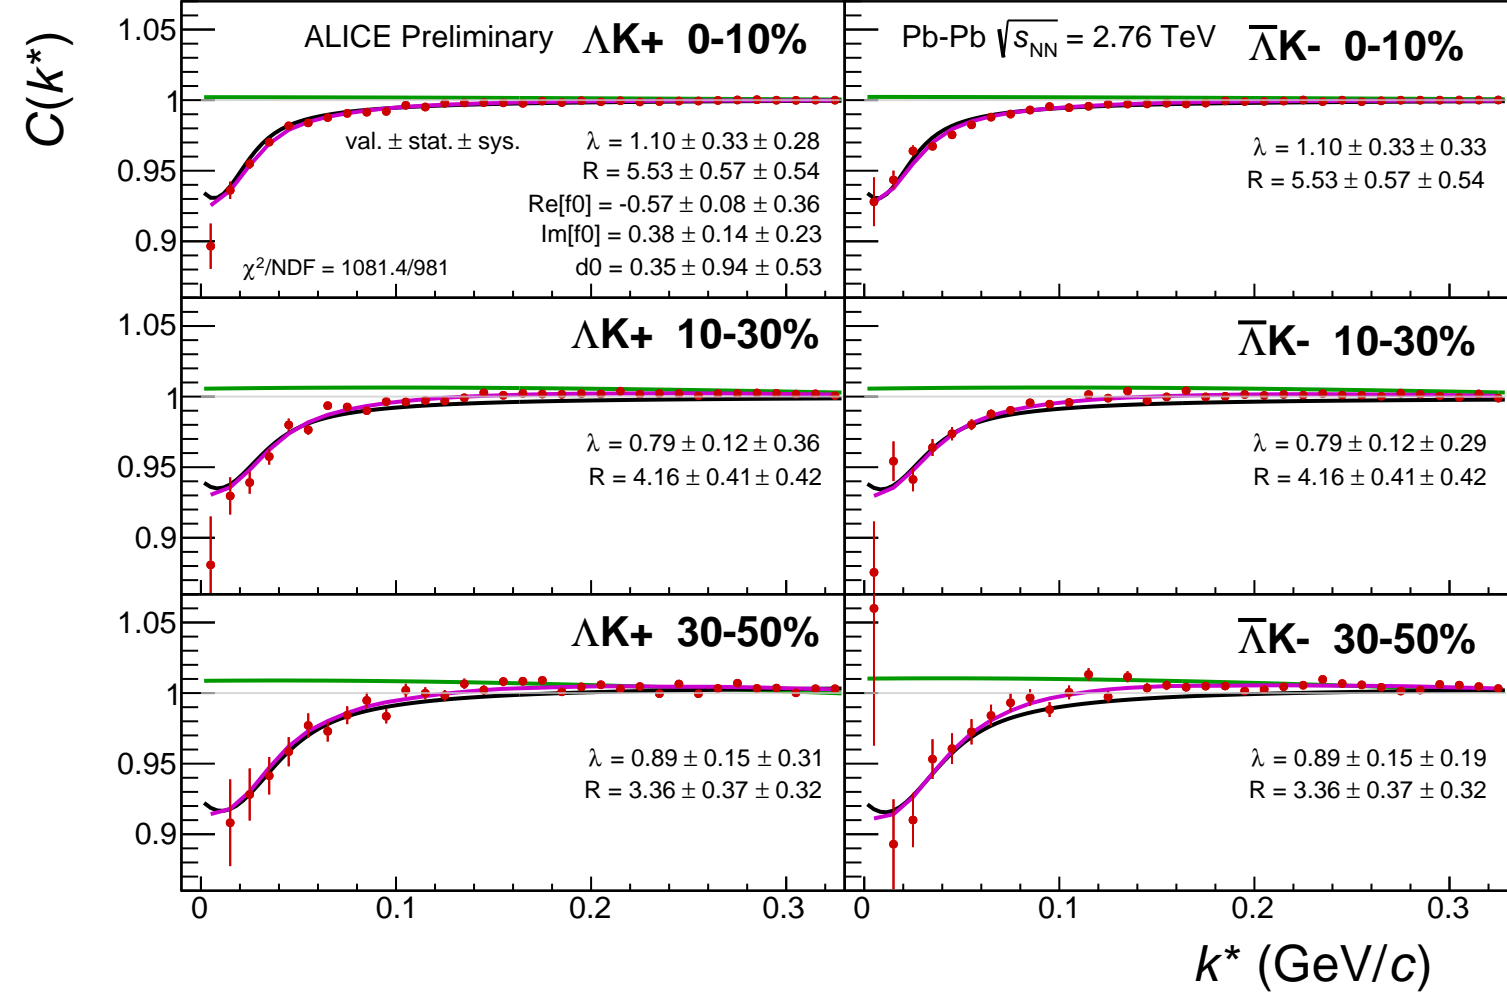 C(k*)
ALICE Preliminary ΛK+ 0-10%
val. ± stat. ± sys.
λ = 1.10 ± 0.33 ± 0.28
R = 5.53 ± 0.57 ± 0.54
Re[f0] = -0.57 ± 0.08 ± 0.36
Im[f0] = 0.38 ± 0.14 ± 0.23
d0 = 0.35 ± 0.94 ± 0.53
χ²/NDF = 1081.4/981
1.05
1
0.95
0.9
Pb-Pb √sNN = 2.76 TeV Λ̅K- 0-10%
λ = 1.10 ± 0.33 ± 0.33
R = 5.53 ± 0.57 ± 0.54
ΛK+ 10-30%
λ = 0.79 ± 0.12 ± 0.36
R = 4.16 ± 0.41 ± 0.42
1.05
1
0.95
0.9
Λ̅K- 10-30%
λ = 0.79 ± 0.12 ± 0.29
R = 4.16 ± 0.41 ± 0.42
ΛK+ 30-50%
λ = 0.89 ± 0.15 ± 0.31
R = 3.36 ± 0.37 ± 0.32
1.05
1
0.95
0.9
Λ̅K- 30-50%
λ = 0.89 ± 0.15 ± 0.19
R = 3.36 ± 0.37 ± 0.32
0 0.1 0.2 0.3
0 0.1 0.2 0.3
k* (GeV/c)